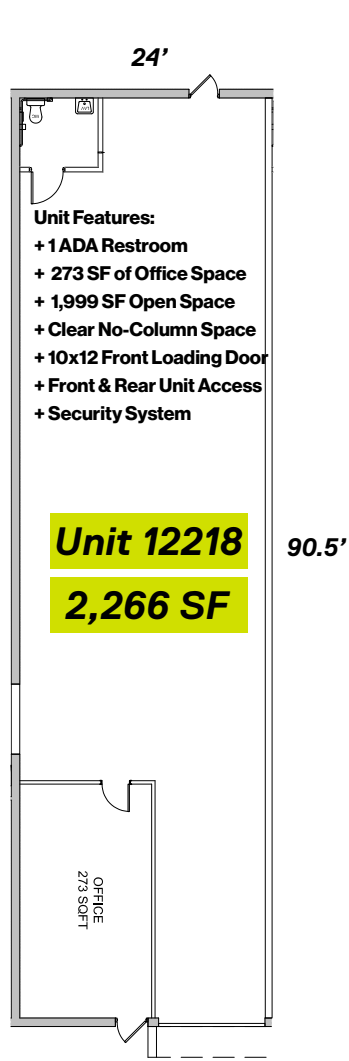 24’
LAV
Unit Features:
+ 1 ADA Restroom
+ 273 SF of Office Space
+ 1,999 SF Open Space
+ Clear No-Column Space
+ 10x12 Front Loading Door
+ Front & Rear Unit Access
+ Security System
Unit 12218
90.5’
2,266 SF
OFFICE
273 SQFT